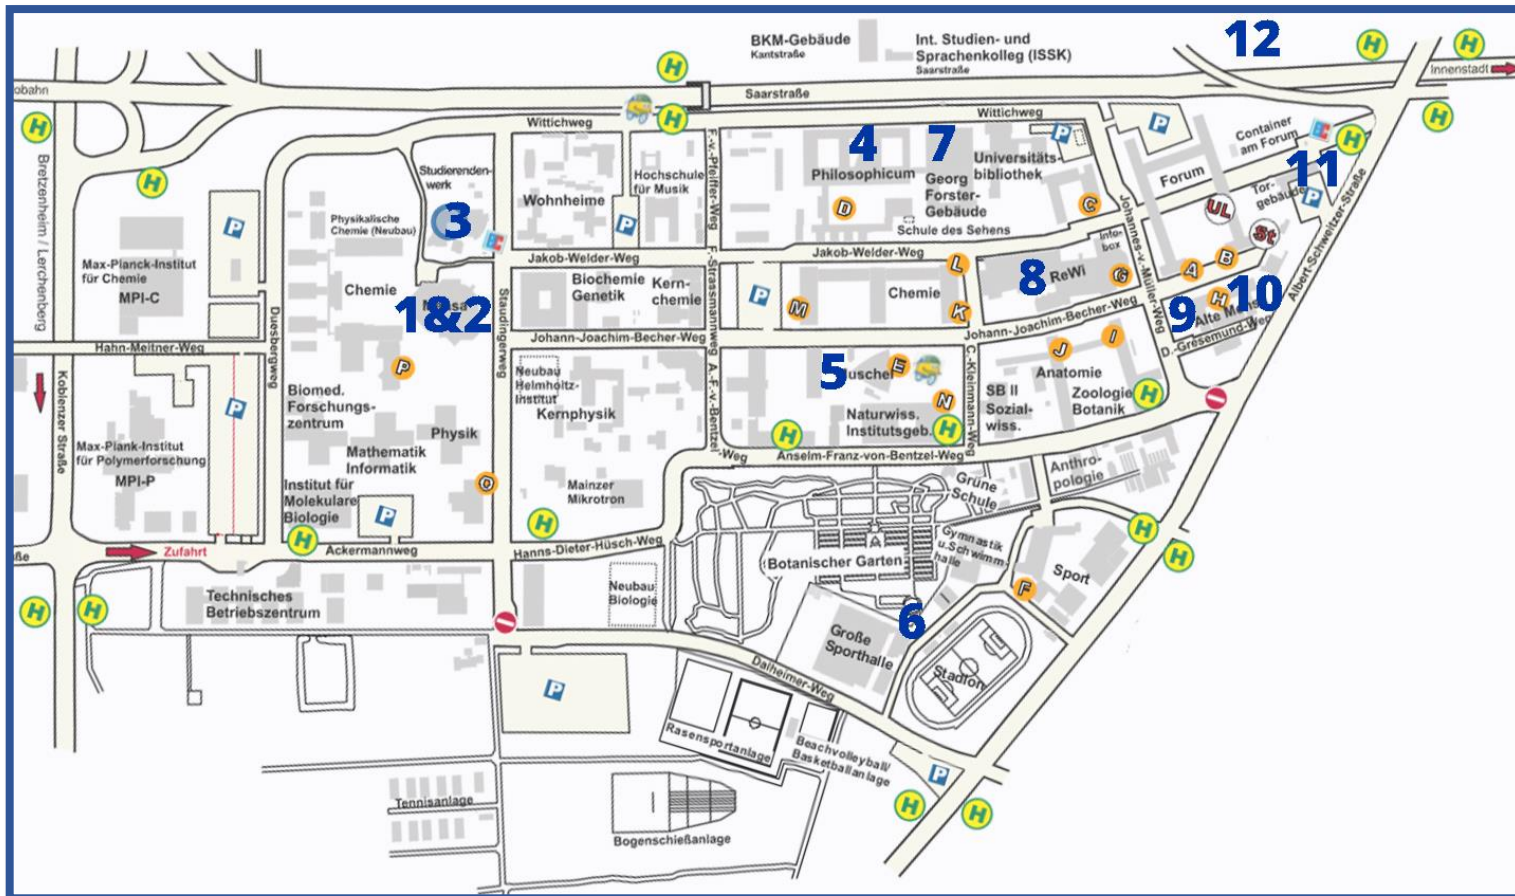 12
BKM-Gebäude
Kantstraße
Int. Studien- und
Sprachenkolleg (ISSK)
Saarstraße
H
H
H
Innenstadt
obahn
Saarstraße
H
H
H
Wittichweg
Wittichweg
P
P
Container
am Forum
H
11
P
Bretzenheim / Lerchenberg
H
Studierenden-
werk
3
Physikalische
Chemie (Neubau)
Wohnheime
Hochschule
für Musik
P
F.-v.-Pfeiffer-Weg
4
Philosophicum
D
7
Georg
Forster-
Gebäude
Universitäts-
bibliothek
Schule des Sehens
C
Forum
Tor-
gebäude
UL
St
P
Max-Planck-Institut
für Chemie
MPI-C
Chemie
1&2
Jakob-Welder-Weg
Jakob-Welder-Weg
Info-
box
Johannes-v.-Müller-Weg
Albert-Schweitzer-Straße
Biochemie
Genetik
Kern-
chemie
F.-Strassmannweg
P
M
Chemie
L
K
8
ReWi
G
A
B
H
9
10
Alte Mens
D.-Gresemund-Weg
Duesbergweg
Staudingerweg
Hahn-Meitner-Weg
Johann-Joachim-Becher-Weg
Johann-Joachim-Becher-Weg
Koblenzer Straße
P
P
Neubau
Helmholtz-
Institut
Kernphysik
A.-F.-v.-Bentzel
-Weg
5
uschel
E
N
C.-Kleinmann-Weg
J
I
Anatomie
Zoologie
Botanik
H
SB II
Sozial-
wiss.
Biomed.
Forschungs-
zentrum
Physik
Mathematik
Informatik
Naturwiss.
Institutsgeb.
H
H
Anselm-Franz-von-Bentzel-Weg
Max-Plank-Institut
für Polymerforschung
MPI-P
Institut für
Molekulare
Biologie
P
O
Mainzer
Mikrotron
Grüne
Schule
Anthro-
pologie
H
H
Ackermannweg
Hanns-Dieter-Hüsch-Weg
ße
Zufahrt
Botanischer Garten
Gymnastik
u.Schwimm-
halle
Sport
F
H
H
H
H
Technisches
Betriebszentrum
Neubau
Biologie
6
Große
Sporthalle
Stadion
Dalheimer-Weg
P
Rasensportanlage
Beachvolleyball/
Basketballanlage
P
H
H
Tennisanlage
Bogenschießanlage